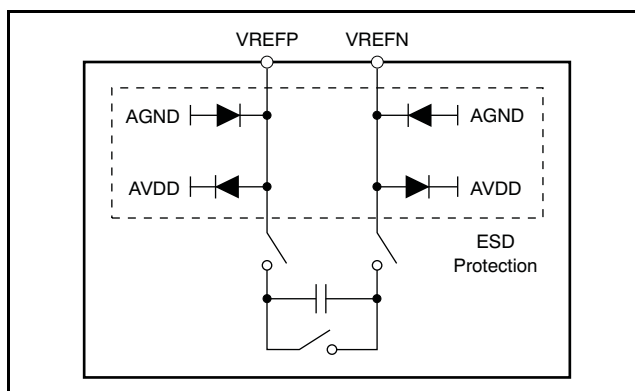 VREFP VREFN
AGND AGND
AVDD AVDD
ESD
Protection